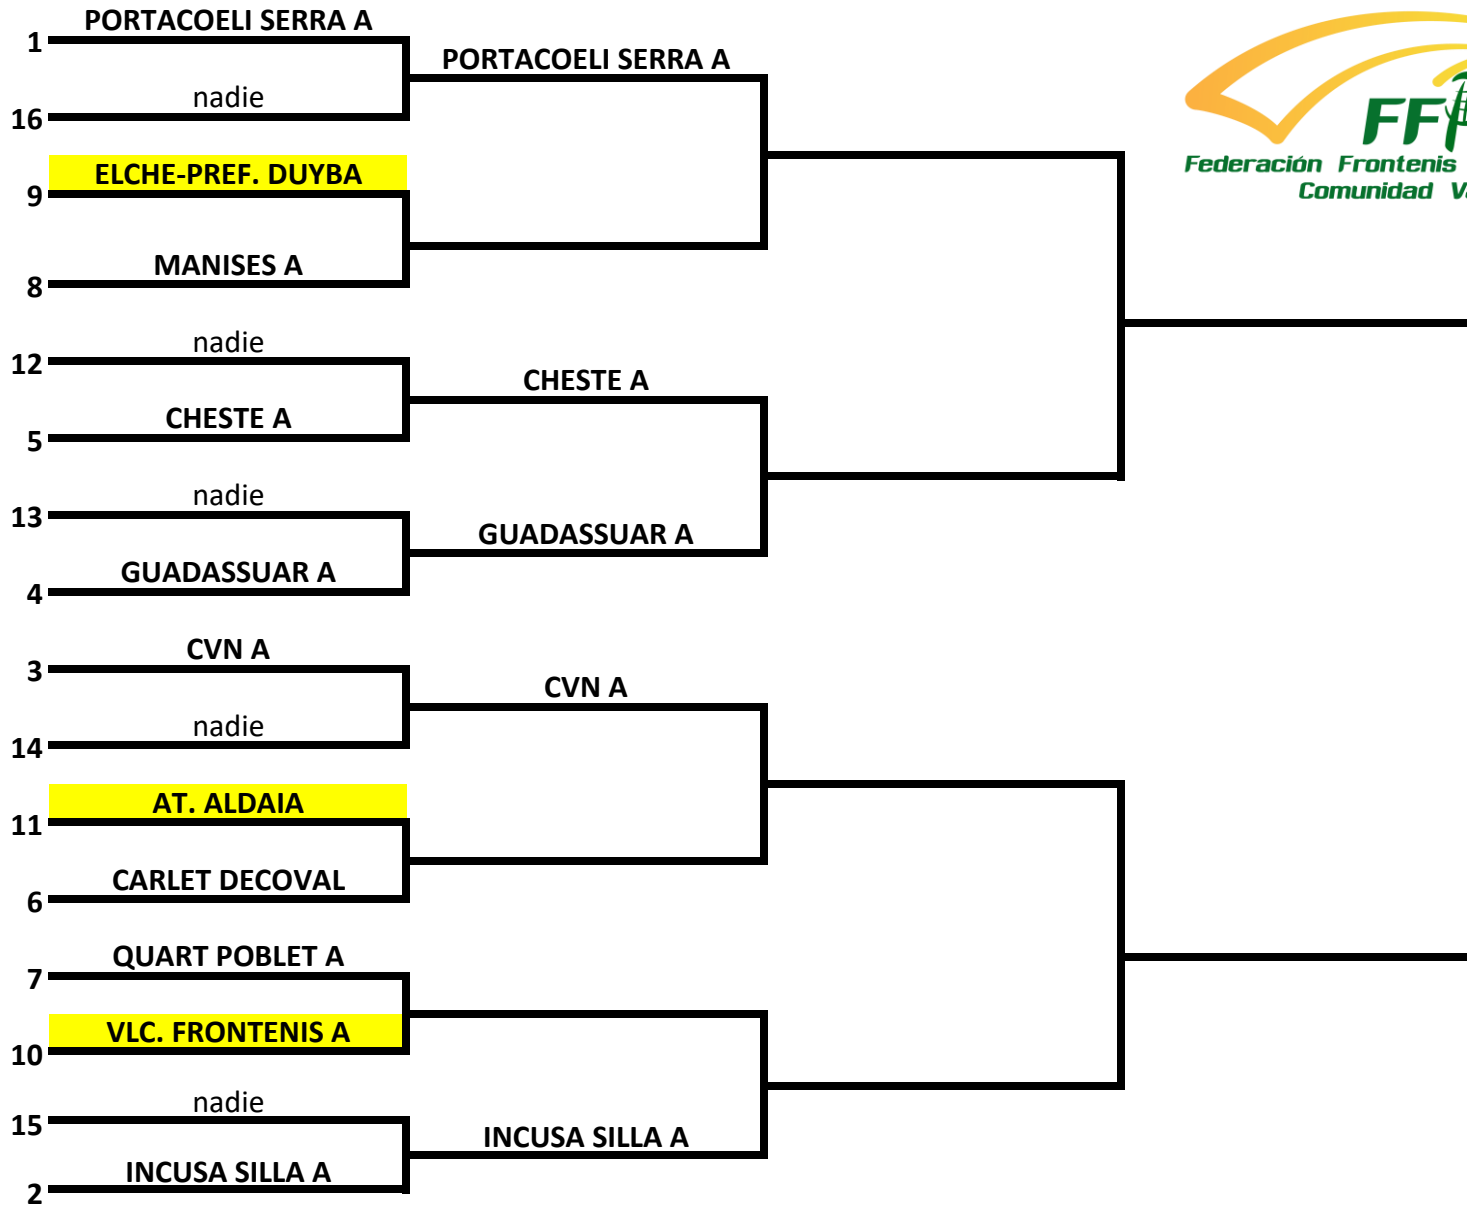 PORTACOELI SERRA A
1
PORTACOELI SERRA A
nadie
16
ELCHE-PREF. DUYBA
9
MANISES A
8
nadie
12
CHESTE A
CHESTE A
5
nadie
13
GUADASSUAR A
GUADASSUAR A
4
CVN A
3
CVN A
nadie
14
AT. ALDAIA
11
CARLET DECOVAL
6
QUART POBLET A
7
VLC. FRONTENIS A
10
nadie
15
INCUSA SILLA A
INCUSA SILLA A
2
FF
Federación Frontenis
Comunidad